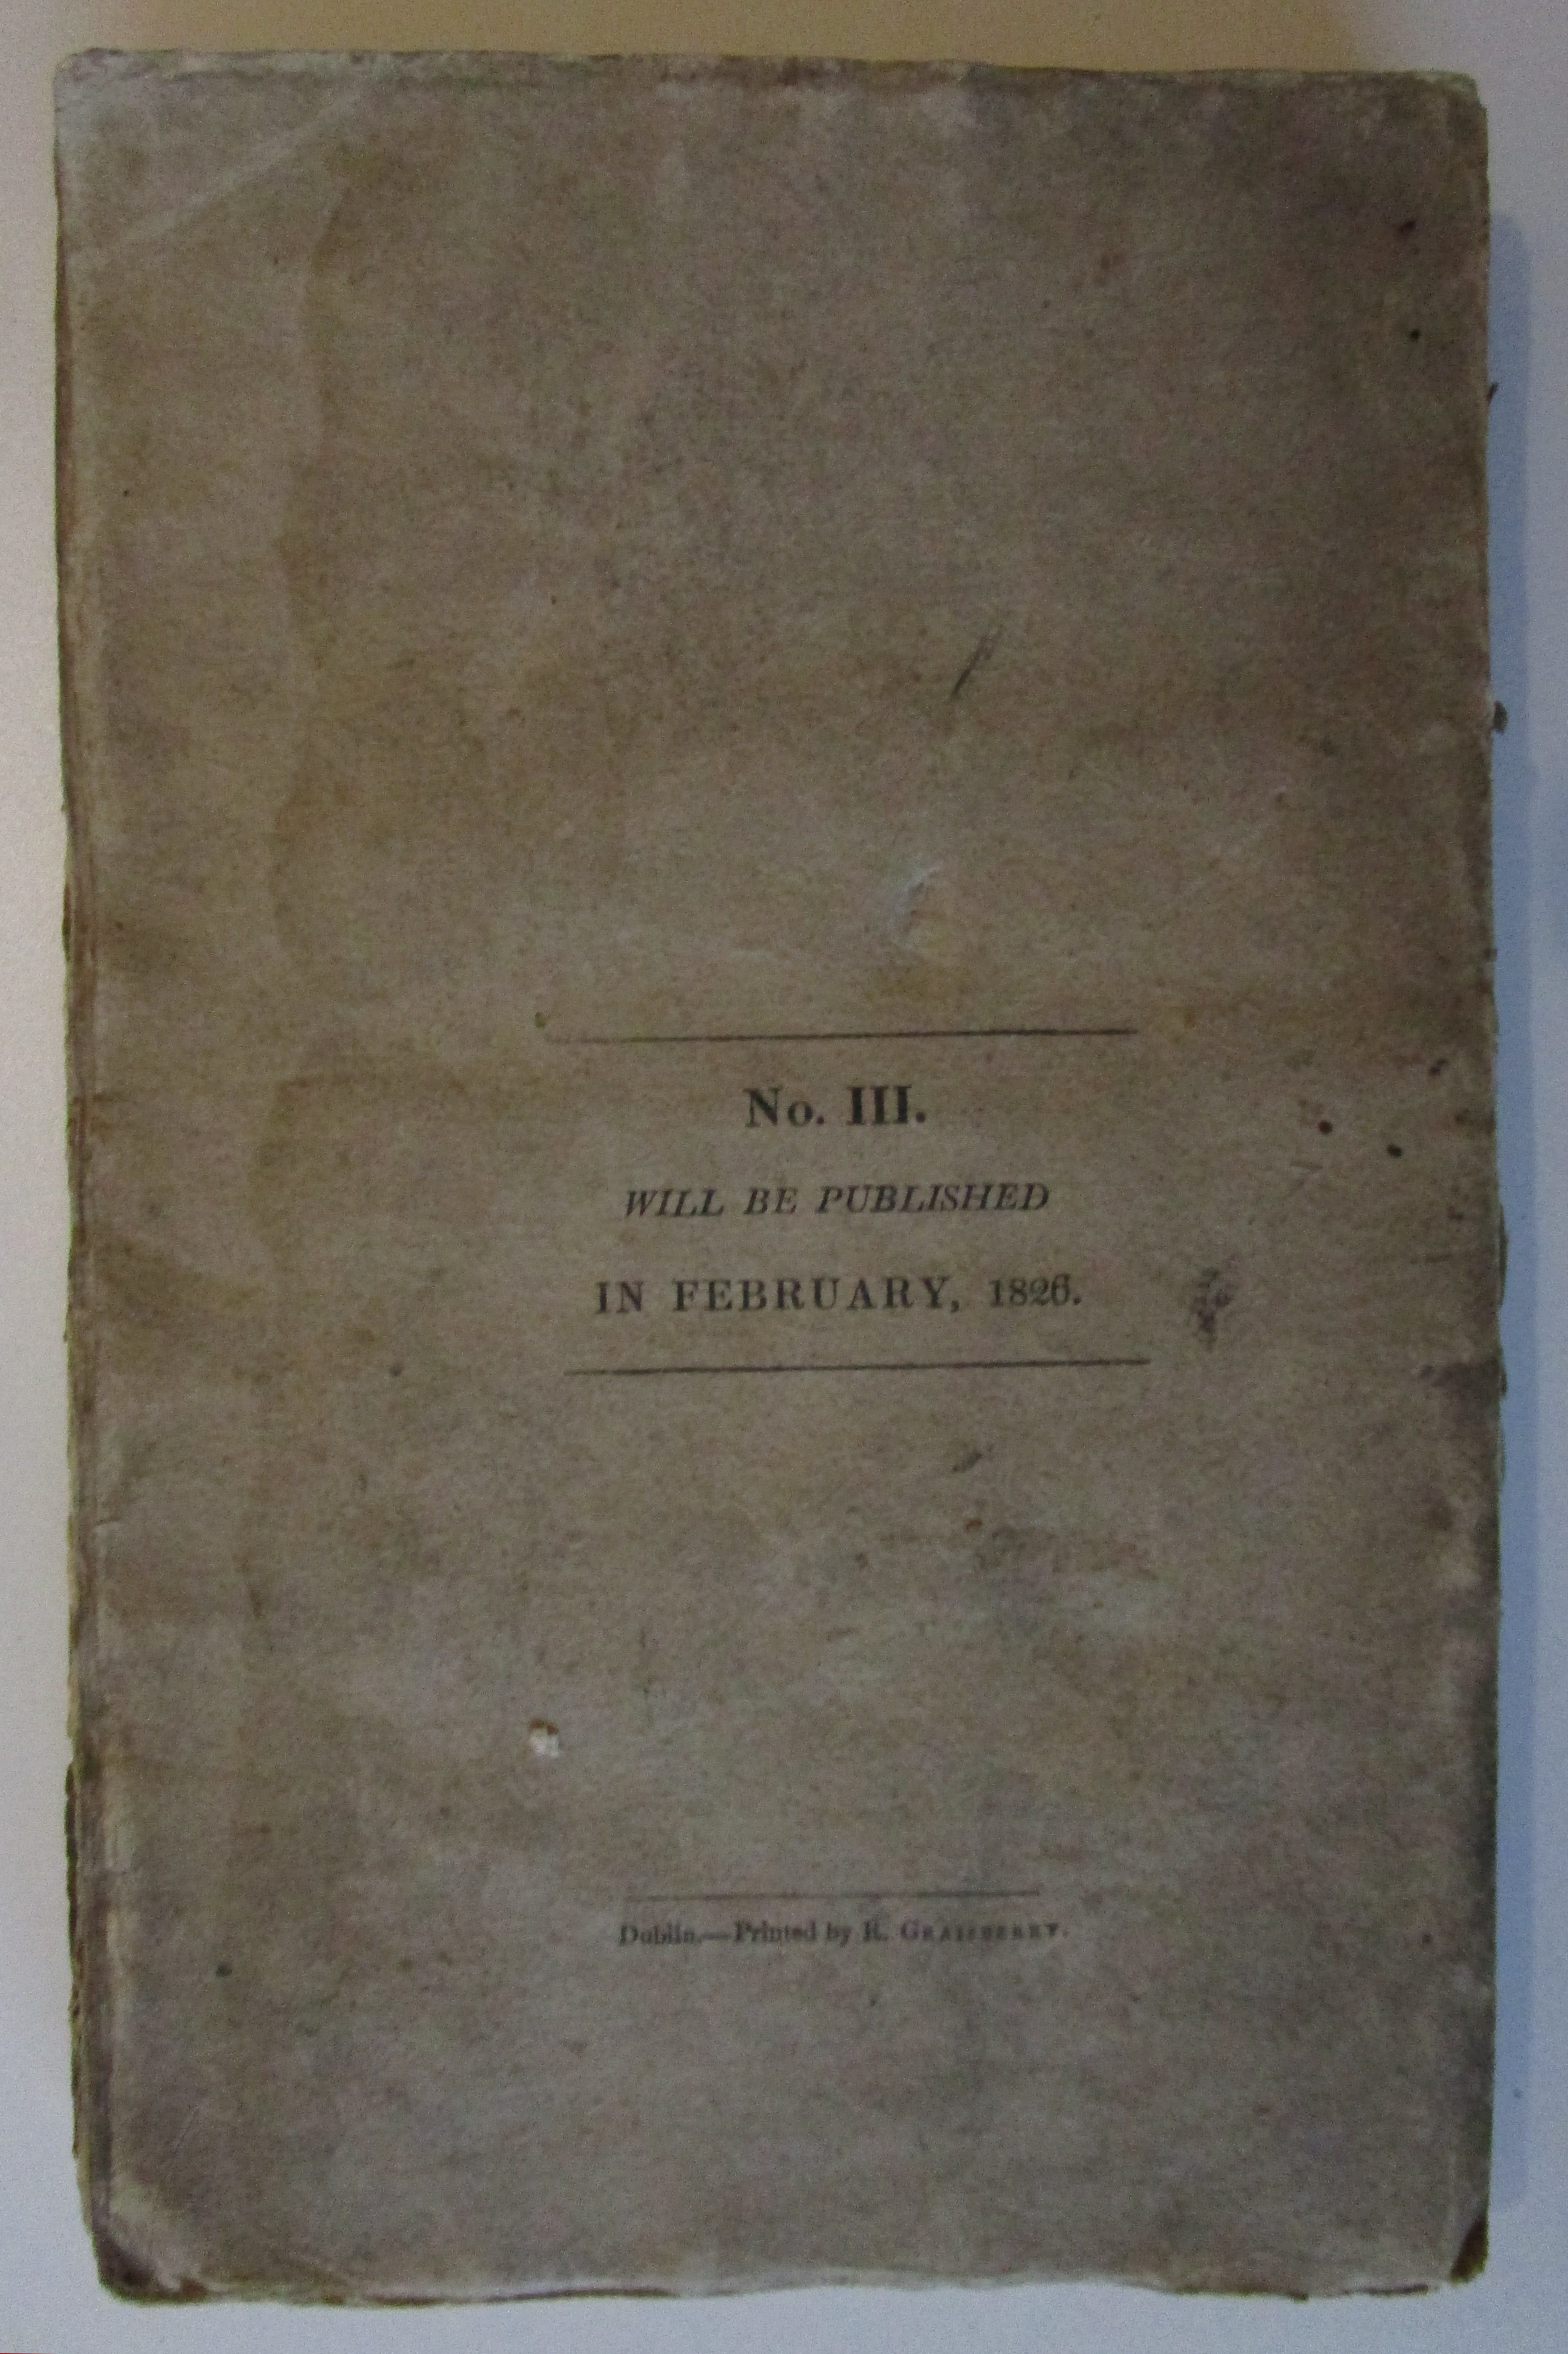 No. III.
WILL BE PUBLISHED
IN FEBRUARY, 1826.
Dublin.—Printed by R. GRAISBERRY.